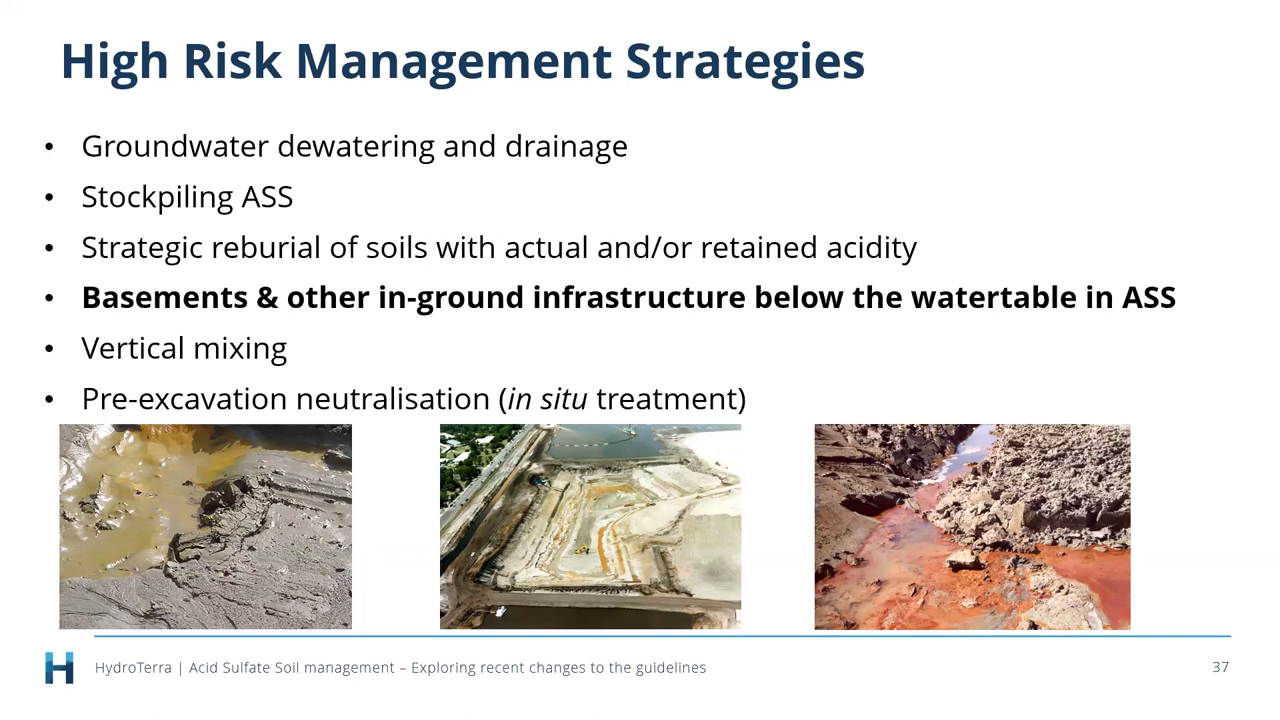 High Risk Management Strategies
• Groundwater dewatering and drainage
• Stockpiling ASS
• Strategic reburial of soils with actual and/or retained acidity
• Basements & other in-ground infrastructure below the watertable in ASS
• Vertical mixing
• Pre-excavation neutralisation (in situ treatment)
HydroTerra | Acid Sulfate Soil management – Exploring recent changes to the guidelines
37